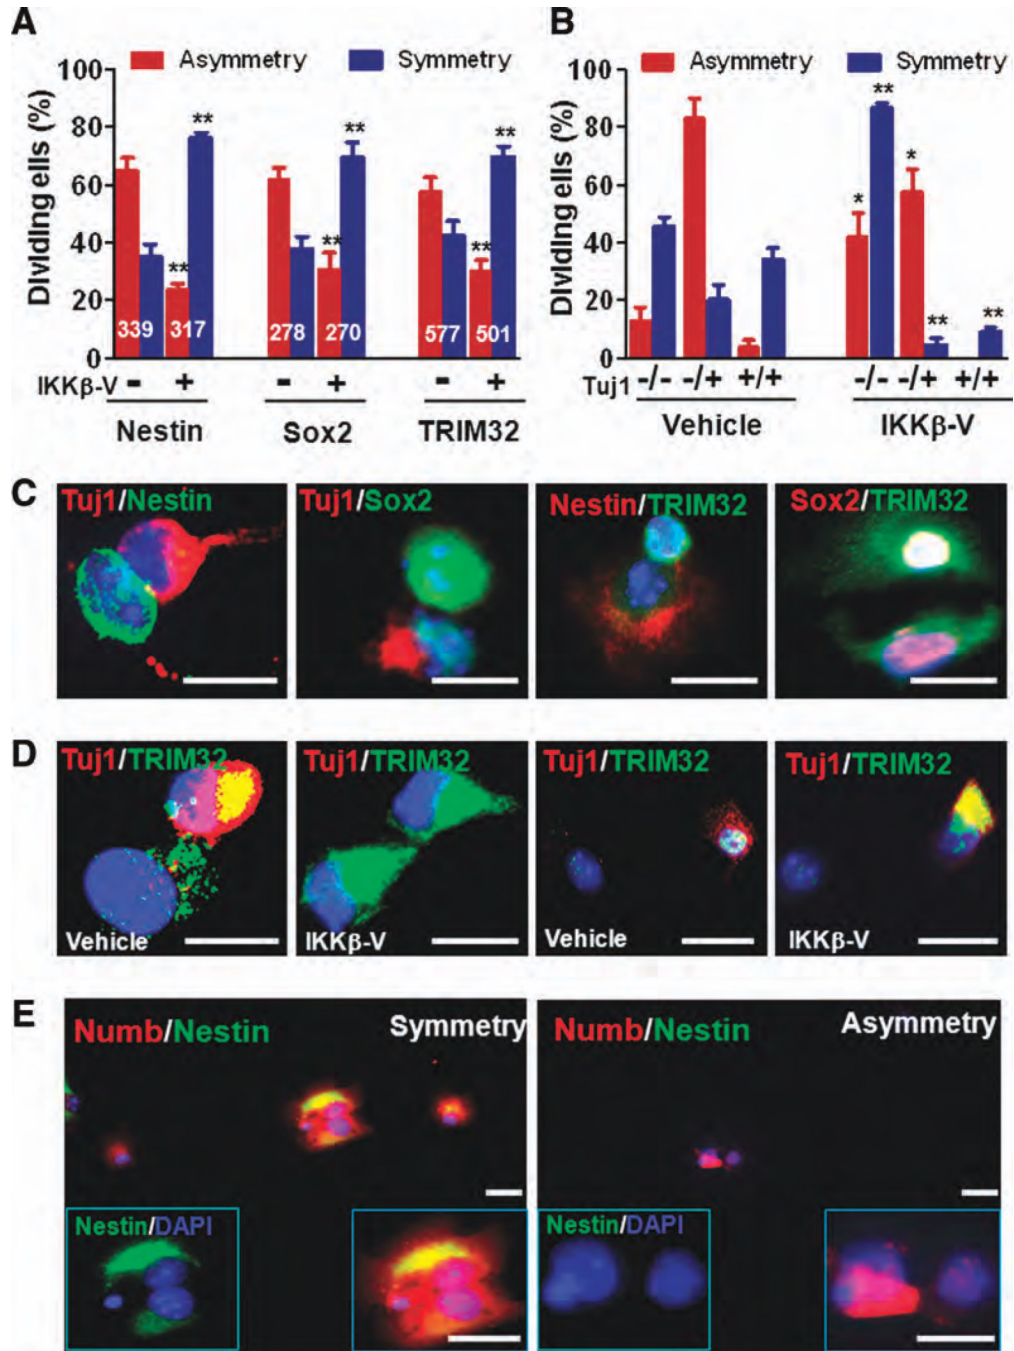 A
Asymmetry Symmetry
Dividing ells (%)
100
80
60
40
20
0
** ** ** ** ** **
339 317 278 270 577 501
IKKβ-V - + - + - +
Nestin Sox2 TRIM32
B
Asymmetry Symmetry
Dividing ells (%)
100
80
60
40
20
0
* ** * ** **
Tuj1 -/- -/+ +/+ -/- -/+ +/+
Vehicle IKKβ-V
C
Tuj1/Nestin
Tuj1/Sox2
Nestin/TRIM32
Sox2/TRIM32
D
Tuj1/TRIM32
Vehicle
Tuj1/TRIM32
IKKβ-V
Tuj1/TRIM32
Vehicle
Tuj1/TRIM32
IKKβ-V
E
Numb/Nestin Symmetry
Nestin/DAPI
Numb/Nestin Asymmetry
Nestin/DAPI